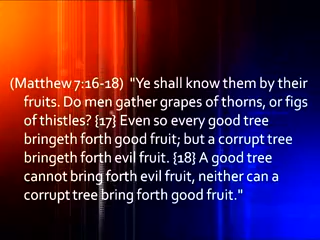 (Matthew 7:16-18)  "Ye shall know them by their
fruits. Do men gather grapes of thorns, or figs
of thistles? {17} Even so every good tree
bringeth forth good fruit; but a corrupt tree
bringeth forth evil fruit. {18} A good tree
cannot bring forth evil fruit, neither can a
corrupt tree bring forth good fruit."